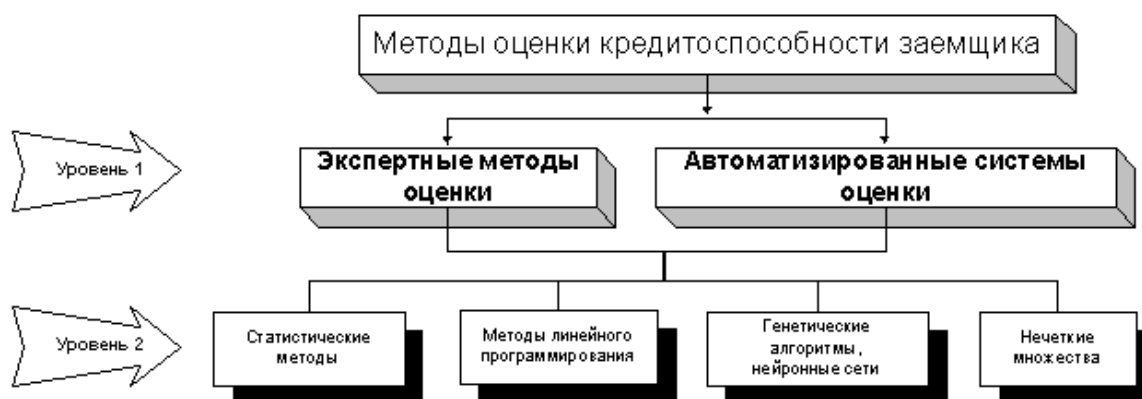 Методы оценки кредитоспособности заемщика
Уровень 1
Экспертные методы
оценки
Автоматизированные системы
оценки
Уровень 2
Статистические
методы
Методы линейного
программирования
Генетические
алгоритмы,
нейронные сети
Нечеткие
множества